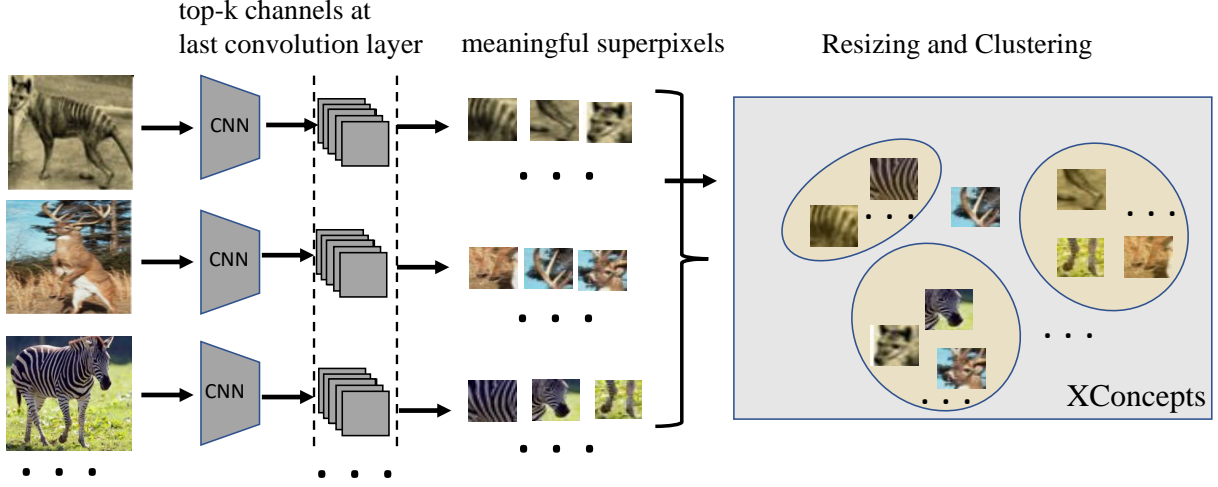 top-k channels at
last convolution layer
meaningful superpixels
Resizing and Clustering
CNN
CNN
CNN
XConcepts